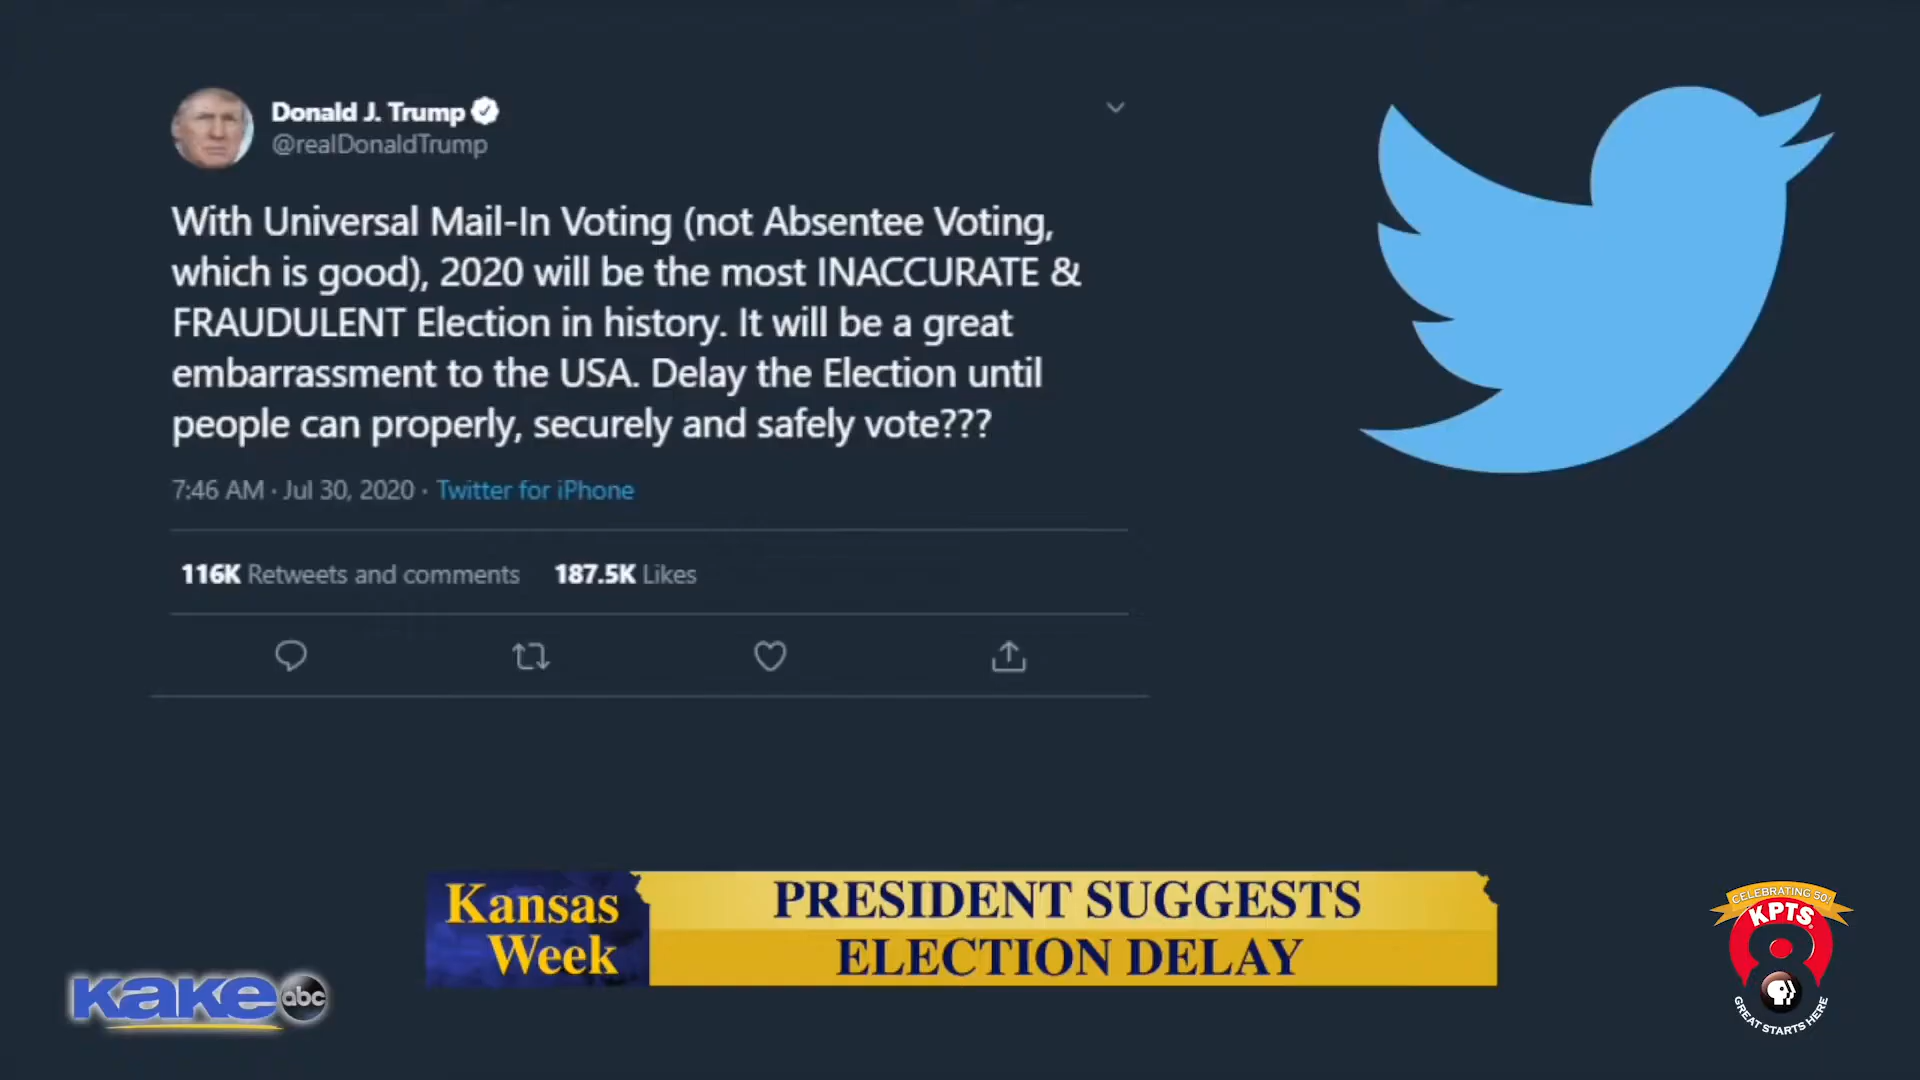 Donald J. Trump
@realDonaldTrump
With Universal Mail-In Voting (not Absentee Voting,
which is good), 2020 will be the most INACCURATE &
FRAUDULENT Election in history. It will be a great
embarrassment to the USA. Delay the Election until
people can properly, securely and safely vote???
7:46 AM · Jul 30, 2020 · Twitter for iPhone
116K Retweets and comments 187.5K Likes
Kansas
Week
PRESIDENT SUGGESTS
ELECTION DELAY
kake abc
CELEBRATING 50!
KPTS
8
GREAT STARTS HERE